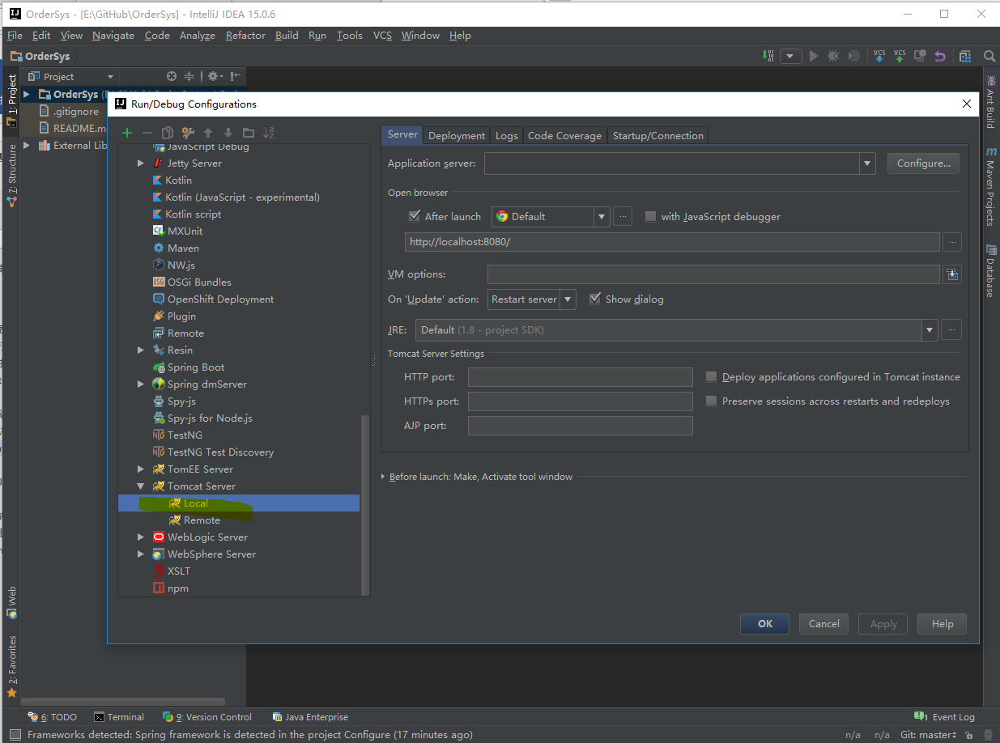 OrderSys - [E:\GitHub\OrderSys] - IntelliJ IDEA 15.0.6
File Edit View Navigate Code Analyze Refactor Build Run Tools VCS Window Help
OrderSys
Project
1: Project
7: Structure
Web
2: Favorites
OrderSys
.gitignore
README.m
External Lib
Run/Debug Configurations
JavaScript Debug
Jetty Server
Kotlin
Kotlin (JavaScript - experimental)
Kotlin script
MXUnit
Maven
NW.js
OSGi Bundles
OpenShift Deployment
Plugin
Remote
Resin
Spring Boot
Spring dmServer
Spy-js
Spy-js for Node.js
TestNG
TestNG Test Discovery
TomEE Server
Tomcat Server
Local
Remote
WebLogic Server
WebSphere Server
XSLT
npm
Server Deployment Logs Code Coverage Startup/Connection
Application server: Configure...
Open browser
After launch Default ... with JavaScript debugger
http://localhost:8080/ ...
VM options:
On 'Update' action: Restart server Show dialog
JRE: Default (1.8 - project SDK) ...
Tomcat Server Settings
HTTP port: Deploy applications configured in Tomcat instance
HTTPs port: Preserve sessions across restarts and redeploys
AJP port:
Before launch: Make, Activate tool window
OK Cancel Apply Help
VCS VCS
Ant Build
Maven Projects
Database
6: TODO Terminal 9: Version Control Java Enterprise 1 Event Log
Frameworks detected: Spring framework is detected in the project Configure (17 minutes ago) n/a n/a Git: master